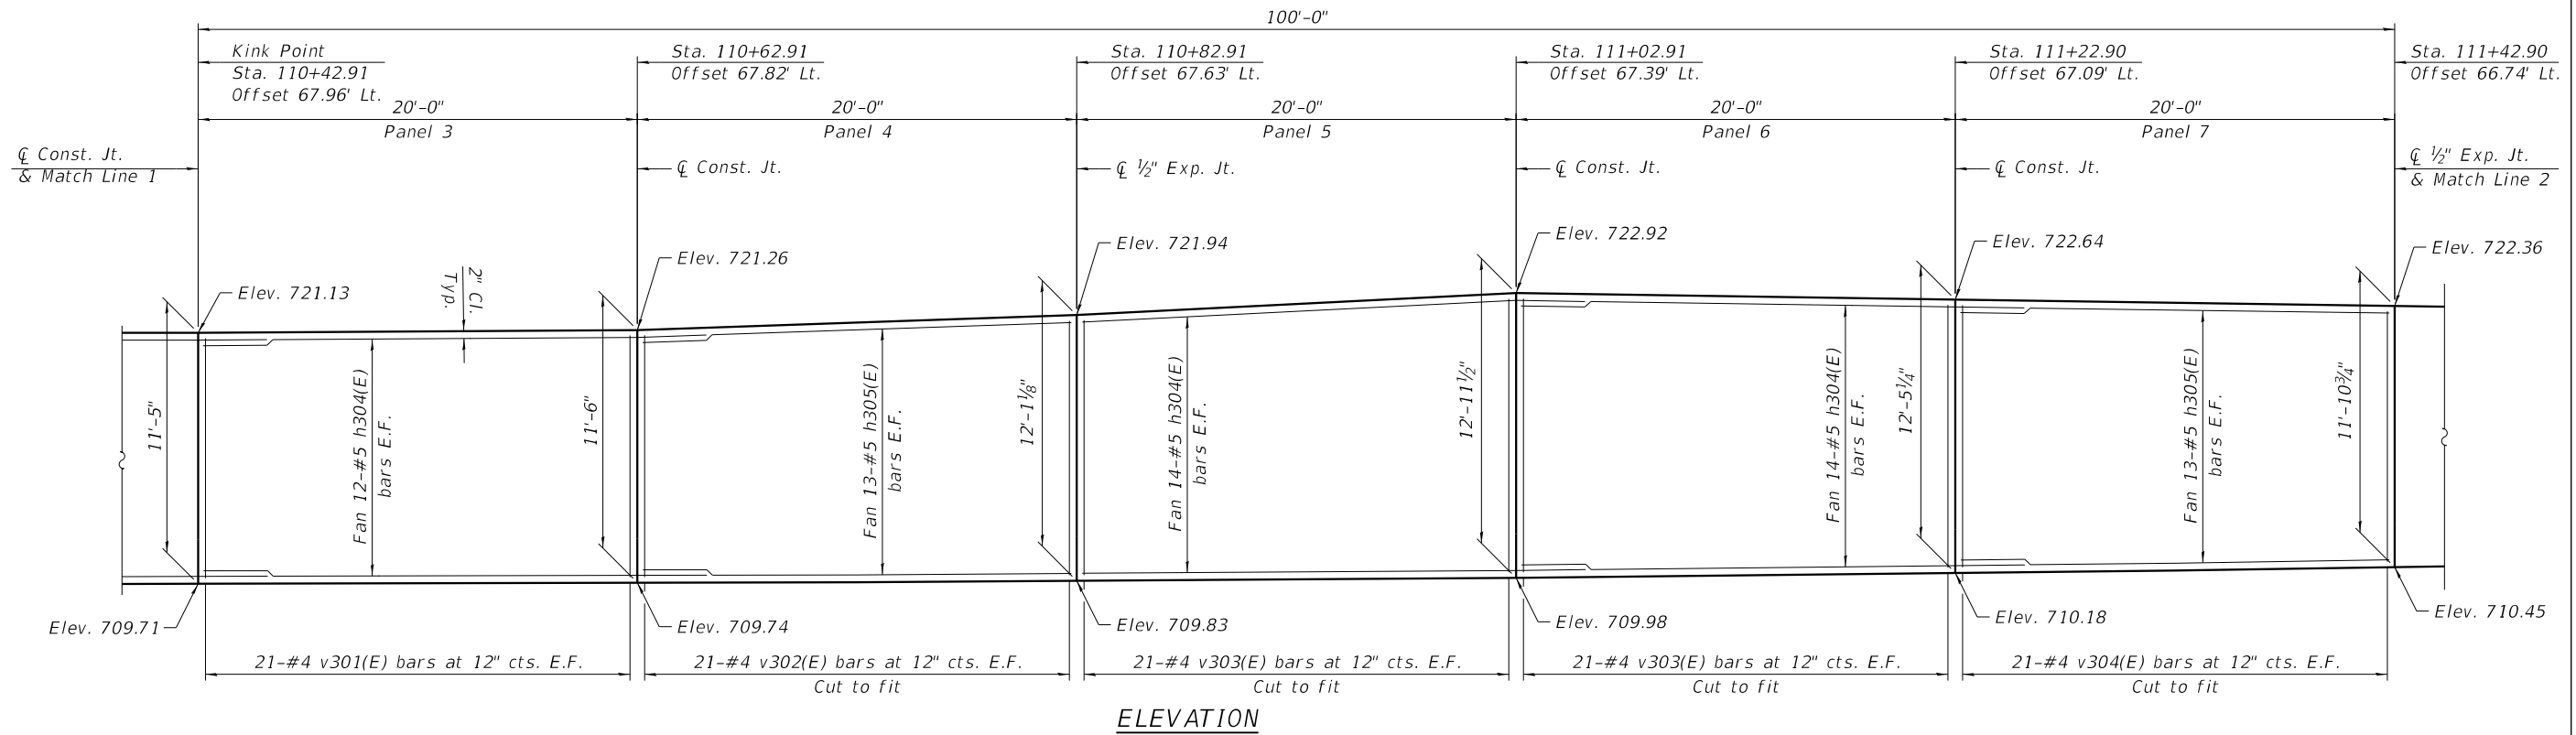 100'-0"
Kink Point
Sta. 110+42.91
Offset 67.96' Lt.
Sta. 110+62.91
Offset 67.82' Lt.
Sta. 110+82.91
Offset 67.63' Lt.
Sta. 111+02.91
Offset 67.39' Lt.
Sta. 111+22.90
Offset 67.09' Lt.
Sta. 111+42.90
Offset 66.74' Lt.
20'-0"
Panel 3
20'-0"
Panel 4
20'-0"
Panel 5
20'-0"
Panel 6
20'-0"
Panel 7
℄ Const. Jt.
& Match Line 1
℄ Const. Jt.
℄ ½" Exp. Jt.
℄ Const. Jt.
℄ Const. Jt.
℄ ½" Exp. Jt.
& Match Line 2
Elev. 721.13
Elev. 721.26
Elev. 721.94
Elev. 722.92
Elev. 722.64
Elev. 722.36
2" Cl.
Typ.
11'-5"
Fan 12-#5 h304(E)
bars E.F.
11'-6"
Fan 13-#5 h305(E)
bars E.F.
12'-1⅛"
Fan 14-#5 h304(E)
bars E.F.
12'-11½"
Fan 14-#5 h304(E)
bars E.F.
12'-5¼"
Fan 13-#5 h305(E)
bars E.F.
11'-10¾"
Elev. 709.71
Elev. 709.74
Elev. 709.83
Elev. 709.98
Elev. 710.18
Elev. 710.45
21-#4 v301(E) bars at 12" cts. E.F.
21-#4 v302(E) bars at 12" cts. E.F.
Cut to fit
21-#4 v303(E) bars at 12" cts. E.F.
Cut to fit
21-#4 v303(E) bars at 12" cts. E.F.
Cut to fit
21-#4 v304(E) bars at 12" cts. E.F.
Cut to fit
ELEVATION